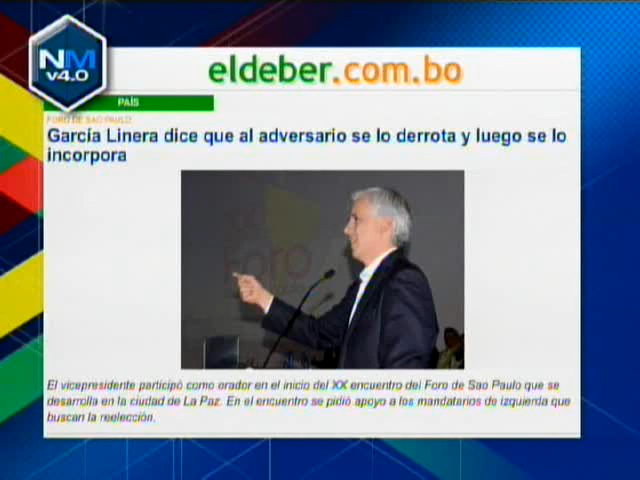 NM
v4.0
eldeber.com.bo
PAÍS
FORO DE SAO PAULO
García Linera dice que al adversario se lo derrota y luego se lo
incorpora
XX
Foro
El vicepresidente participó como orador en el inicio del XX encuentro del Foro de Sao Paulo que se
desarrolla en la ciudad de La Paz. En el encuentro se pidió apoyo a los mandatarios de izquierda que
buscan la reelección.